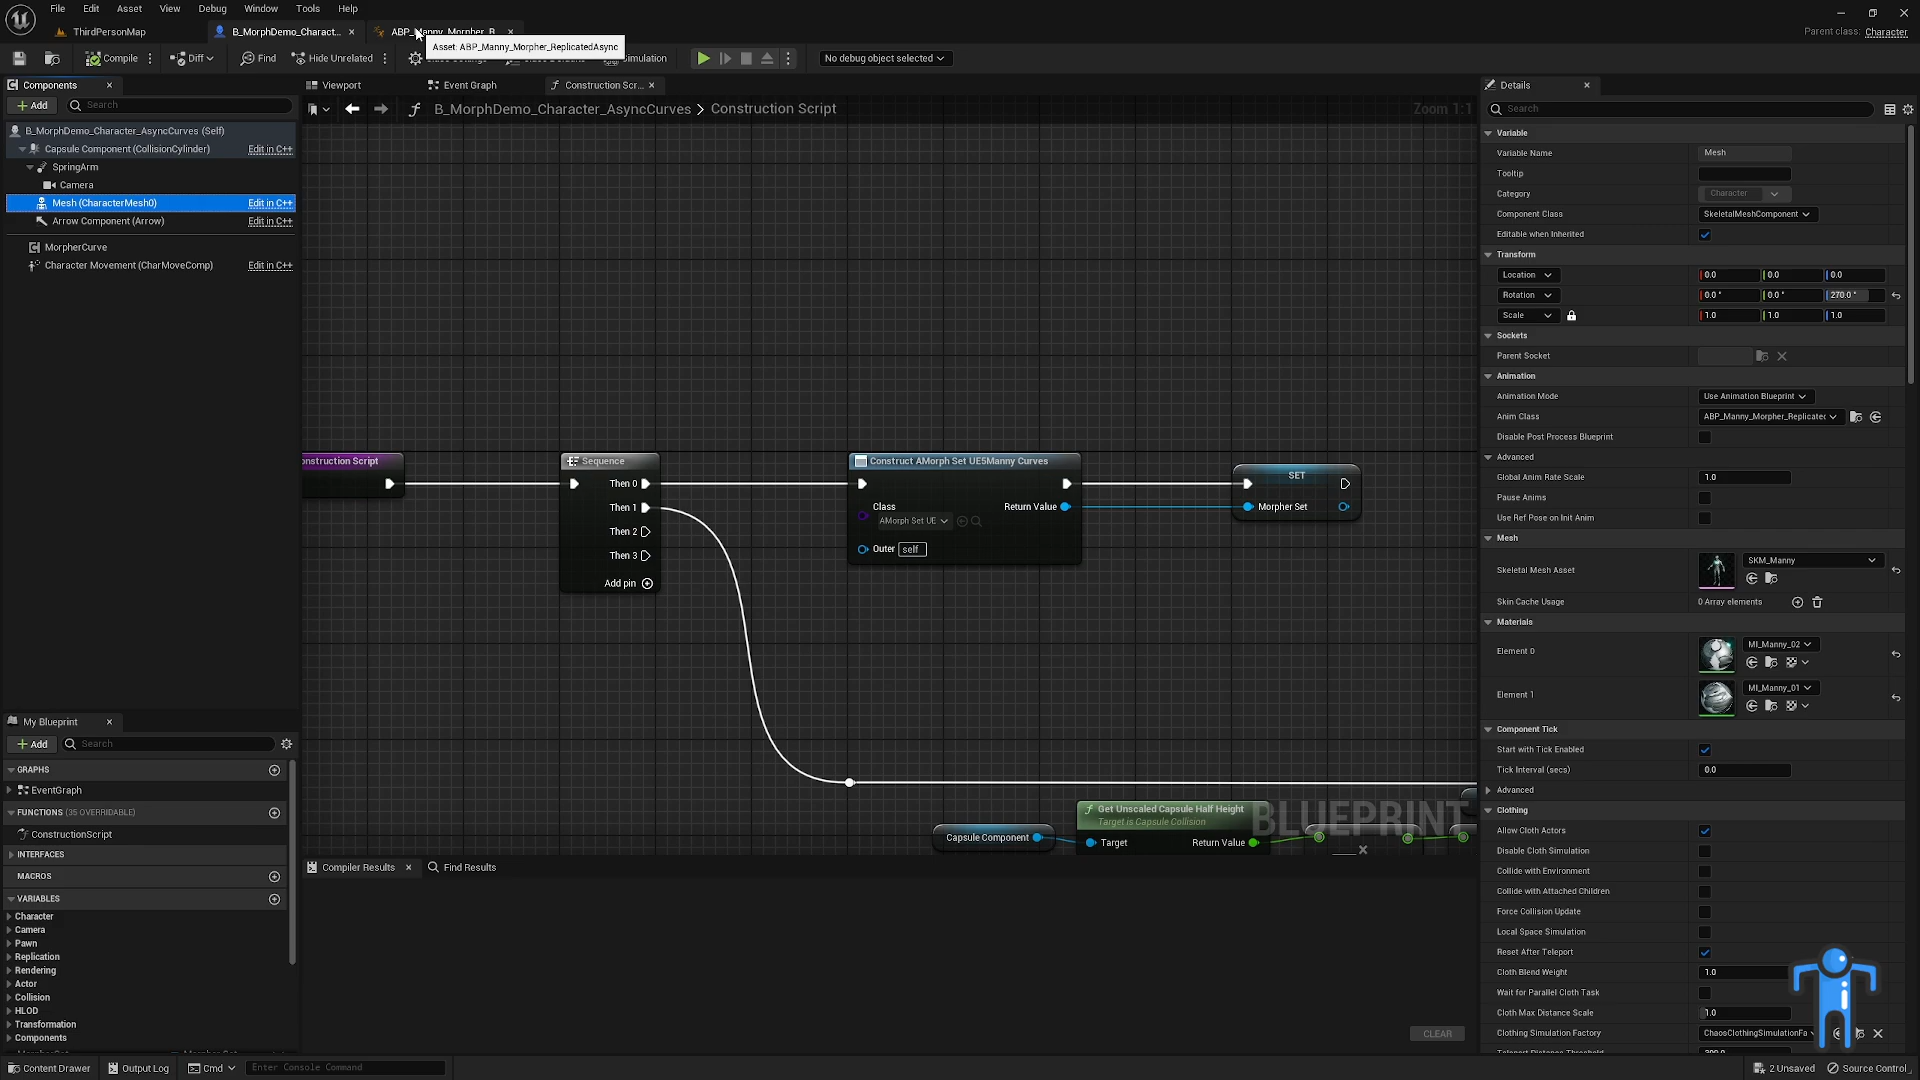 File Edit Asset View Debug Window Tools Help
ThirdPersonMap
B_MorphDemo_Charact...
ABP_Manny_Morpher_R
Parent class: Character
Asset: ABP_Manny_Morpher_ReplicatedAsync
Compile
Diff
Find
Hide Unrelated
imulation
No debug object selected
Components
Add
Search
B_MorphDemo_Character_AsyncCurves (Self)
Capsule Component (CollisionCylinder) Edit in C++
SpringArm
Camera
Mesh (CharacterMesh0) Edit in C++
Arrow Component (Arrow) Edit in C++
MorpherCurve
Character Movement (CharMoveComp) Edit in C++
My Blueprint
Add
Search
GRAPHS
EventGraph
FUNCTIONS (35 OVERRIDABLE)
ConstructionScript
INTERFACES
MACROS
VARIABLES
Character
Camera
Pawn
Replication
Rendering
Actor
Collision
HLOD
Transformation
Components
Viewport
Event Graph
Construction Scr...
B_MorphDemo_Character_AsyncCurves > Construction Script
Zoom 1:1
onstruction Script
Sequence
Then 0
Then 1
Then 2
Then 3
Add pin
Construct AMorph Set UE5Manny Curves
Class
AMorph Set UE
Return Value
Outer self
SET
Morpher Set
Capsule Component
Get Unscaled Capsule Half Height
Target is Capsule Collision
Target
Return Value
BLUEPRINT
Compiler Results
Find Results
CLEAR
Details
Search
Variable
Variable Name Mesh
Tooltip
Category Character
Component Class SkeletalMeshComponent
Editable when Inherited
Transform
Location 0.0 0.0 0.0
Rotation 0.0 ° 0.0 ° 270.0 °
Scale 1.0 1.0 1.0
Sockets
Parent Socket
Animation
Animation Mode Use Animation Blueprint
Anim Class ABP_Manny_Morpher_Replicatec
Disable Post Process Blueprint
Advanced
Global Anim Rate Scale 1.0
Pause Anims
Use Ref Pose on Init Anim
Mesh
Skeletal Mesh Asset SKM_Manny
Skin Cache Usage 0 Array elements
Materials
Element 0 MI_Manny_02
Element 1 MI_Manny_01
Component Tick
Start with Tick Enabled
Tick Interval (secs) 0.0
Advanced
Clothing
Allow Cloth Actors
Disable Cloth Simulation
Collide with Environment
Collide with Attached Children
Force Collision Update
Local Space Simulation
Reset After Teleport
Cloth Blend Weight 1.0
Wait for Parallel Cloth Task
Cloth Max Distance Scale 1.0
Clothing Simulation Factory ChaosClothingSimulationFa
Teleport Distance Threshold 300.0
Content Drawer
Output Log
Cmd
Enter Console Command
2 Unsaved
Source Control